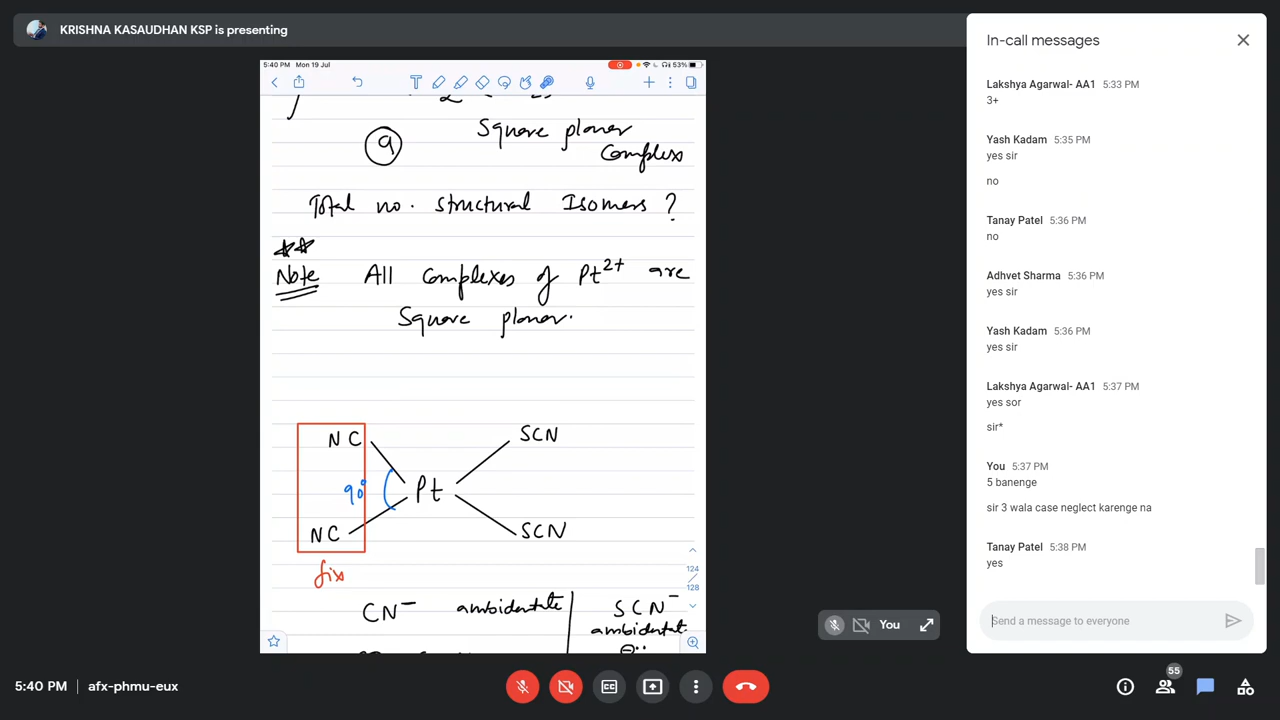 KRISHNA KASAUDHAN KSP is presenting
5:40 PM Mon 19 Jul
53%
T
9
Square planer
Complex
Total no. structural Isomers ?
Note All Complexes of Pt2+ are
Square planer.
NC SCN
90° Pt
NC SCN
fix
124
128
CN− ambidentate SCN−
ambidentat
In-call messages
Lakshya Agarwal- AA1 5:33 PM
3+
Yash Kadam 5:35 PM
yes sir
no
Tanay Patel 5:36 PM
no
Adhvet Sharma 5:36 PM
yes sir
Yash Kadam 5:36 PM
yes sir
Lakshya Agarwal- AA1 5:37 PM
yes sor
sir*
You 5:37 PM
5 banenge
sir 3 wala case neglect karenge na
Tanay Patel 5:38 PM
yes
Send a message to everyone
You
5:40 PM | afx-phmu-eux
55